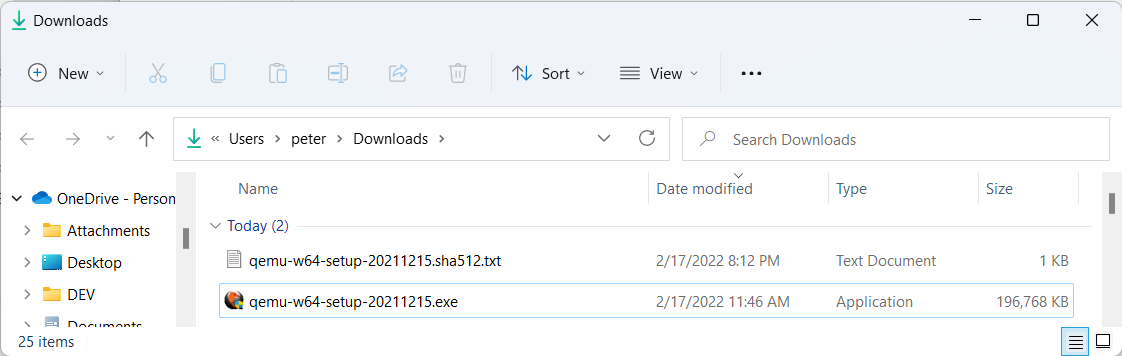 Downloads
New Sort View
« Users > peter > Downloads > Search Downloads
Name Date modified Type Size
OneDrive - Person
Today (2)
Attachments
qemu-w64-setup-20211215.sha512.txt 2/17/2022 8:12 PM Text Document 1 KB
Desktop
DEV
qemu-w64-setup-20211215.exe 2/17/2022 11:46 AM Application 196,768 KB
Documents
25 items